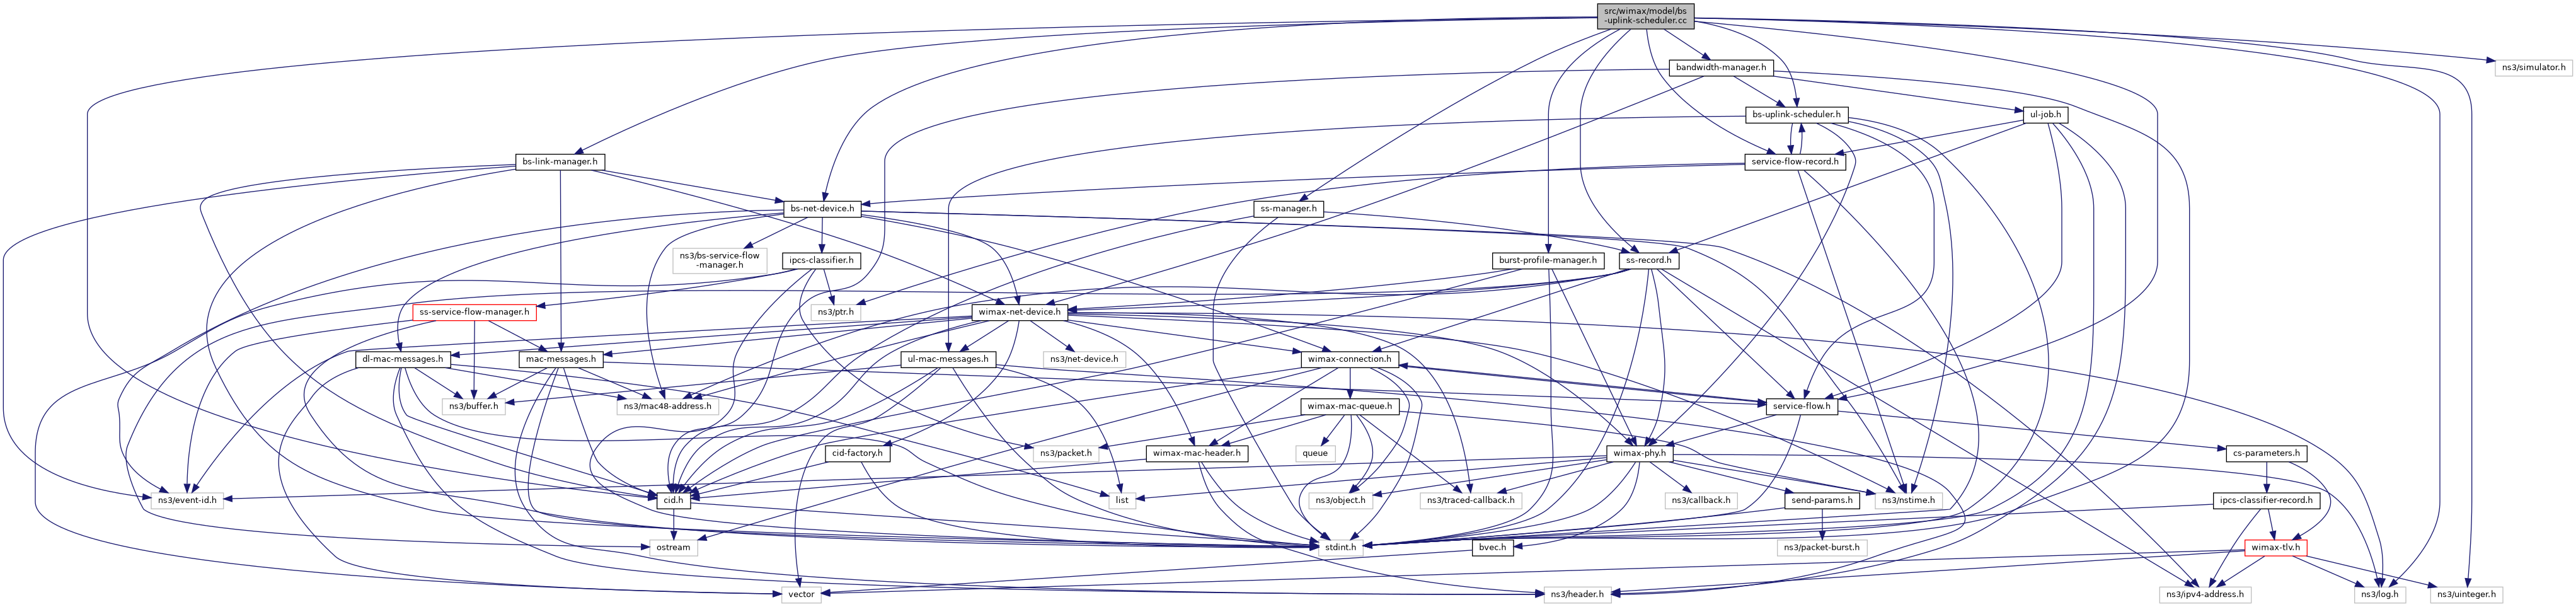 src/wimax/model/bs
-uplink-scheduler.cc
bandwidth-manager.h
ns3/simulator.h
bs-uplink-scheduler.h
ul-job.h
bs-link-manager.h
service-flow-record.h
bs-net-device.h
ss-manager.h
ns3/bs-service-flow
-manager.h
ipcs-classifier.h
burst-profile-manager.h
ss-record.h
ss-service-flow-manager.h
ns3/ptr.h
wimax-net-device.h
dl-mac-messages.h
mac-messages.h
ns3/net-device.h
ul-mac-messages.h
wimax-connection.h
ns3/buffer.h
ns3/mac48-address.h
wimax-mac-queue.h
service-flow.h
cid-factory.h
ns3/packet.h
wimax-mac-header.h
queue
wimax-phy.h
cs-parameters.h
ns3/event-id.h
cid.h
list
ns3/object.h
ns3/traced-callback.h
ns3/callback.h
send-params.h
ns3/nstime.h
ipcs-classifier-record.h
ostream
stdint.h
bvec.h
ns3/packet-burst.h
wimax-tlv.h
vector
ns3/header.h
ns3/ipv4-address.h
ns3/log.h
ns3/uinteger.h